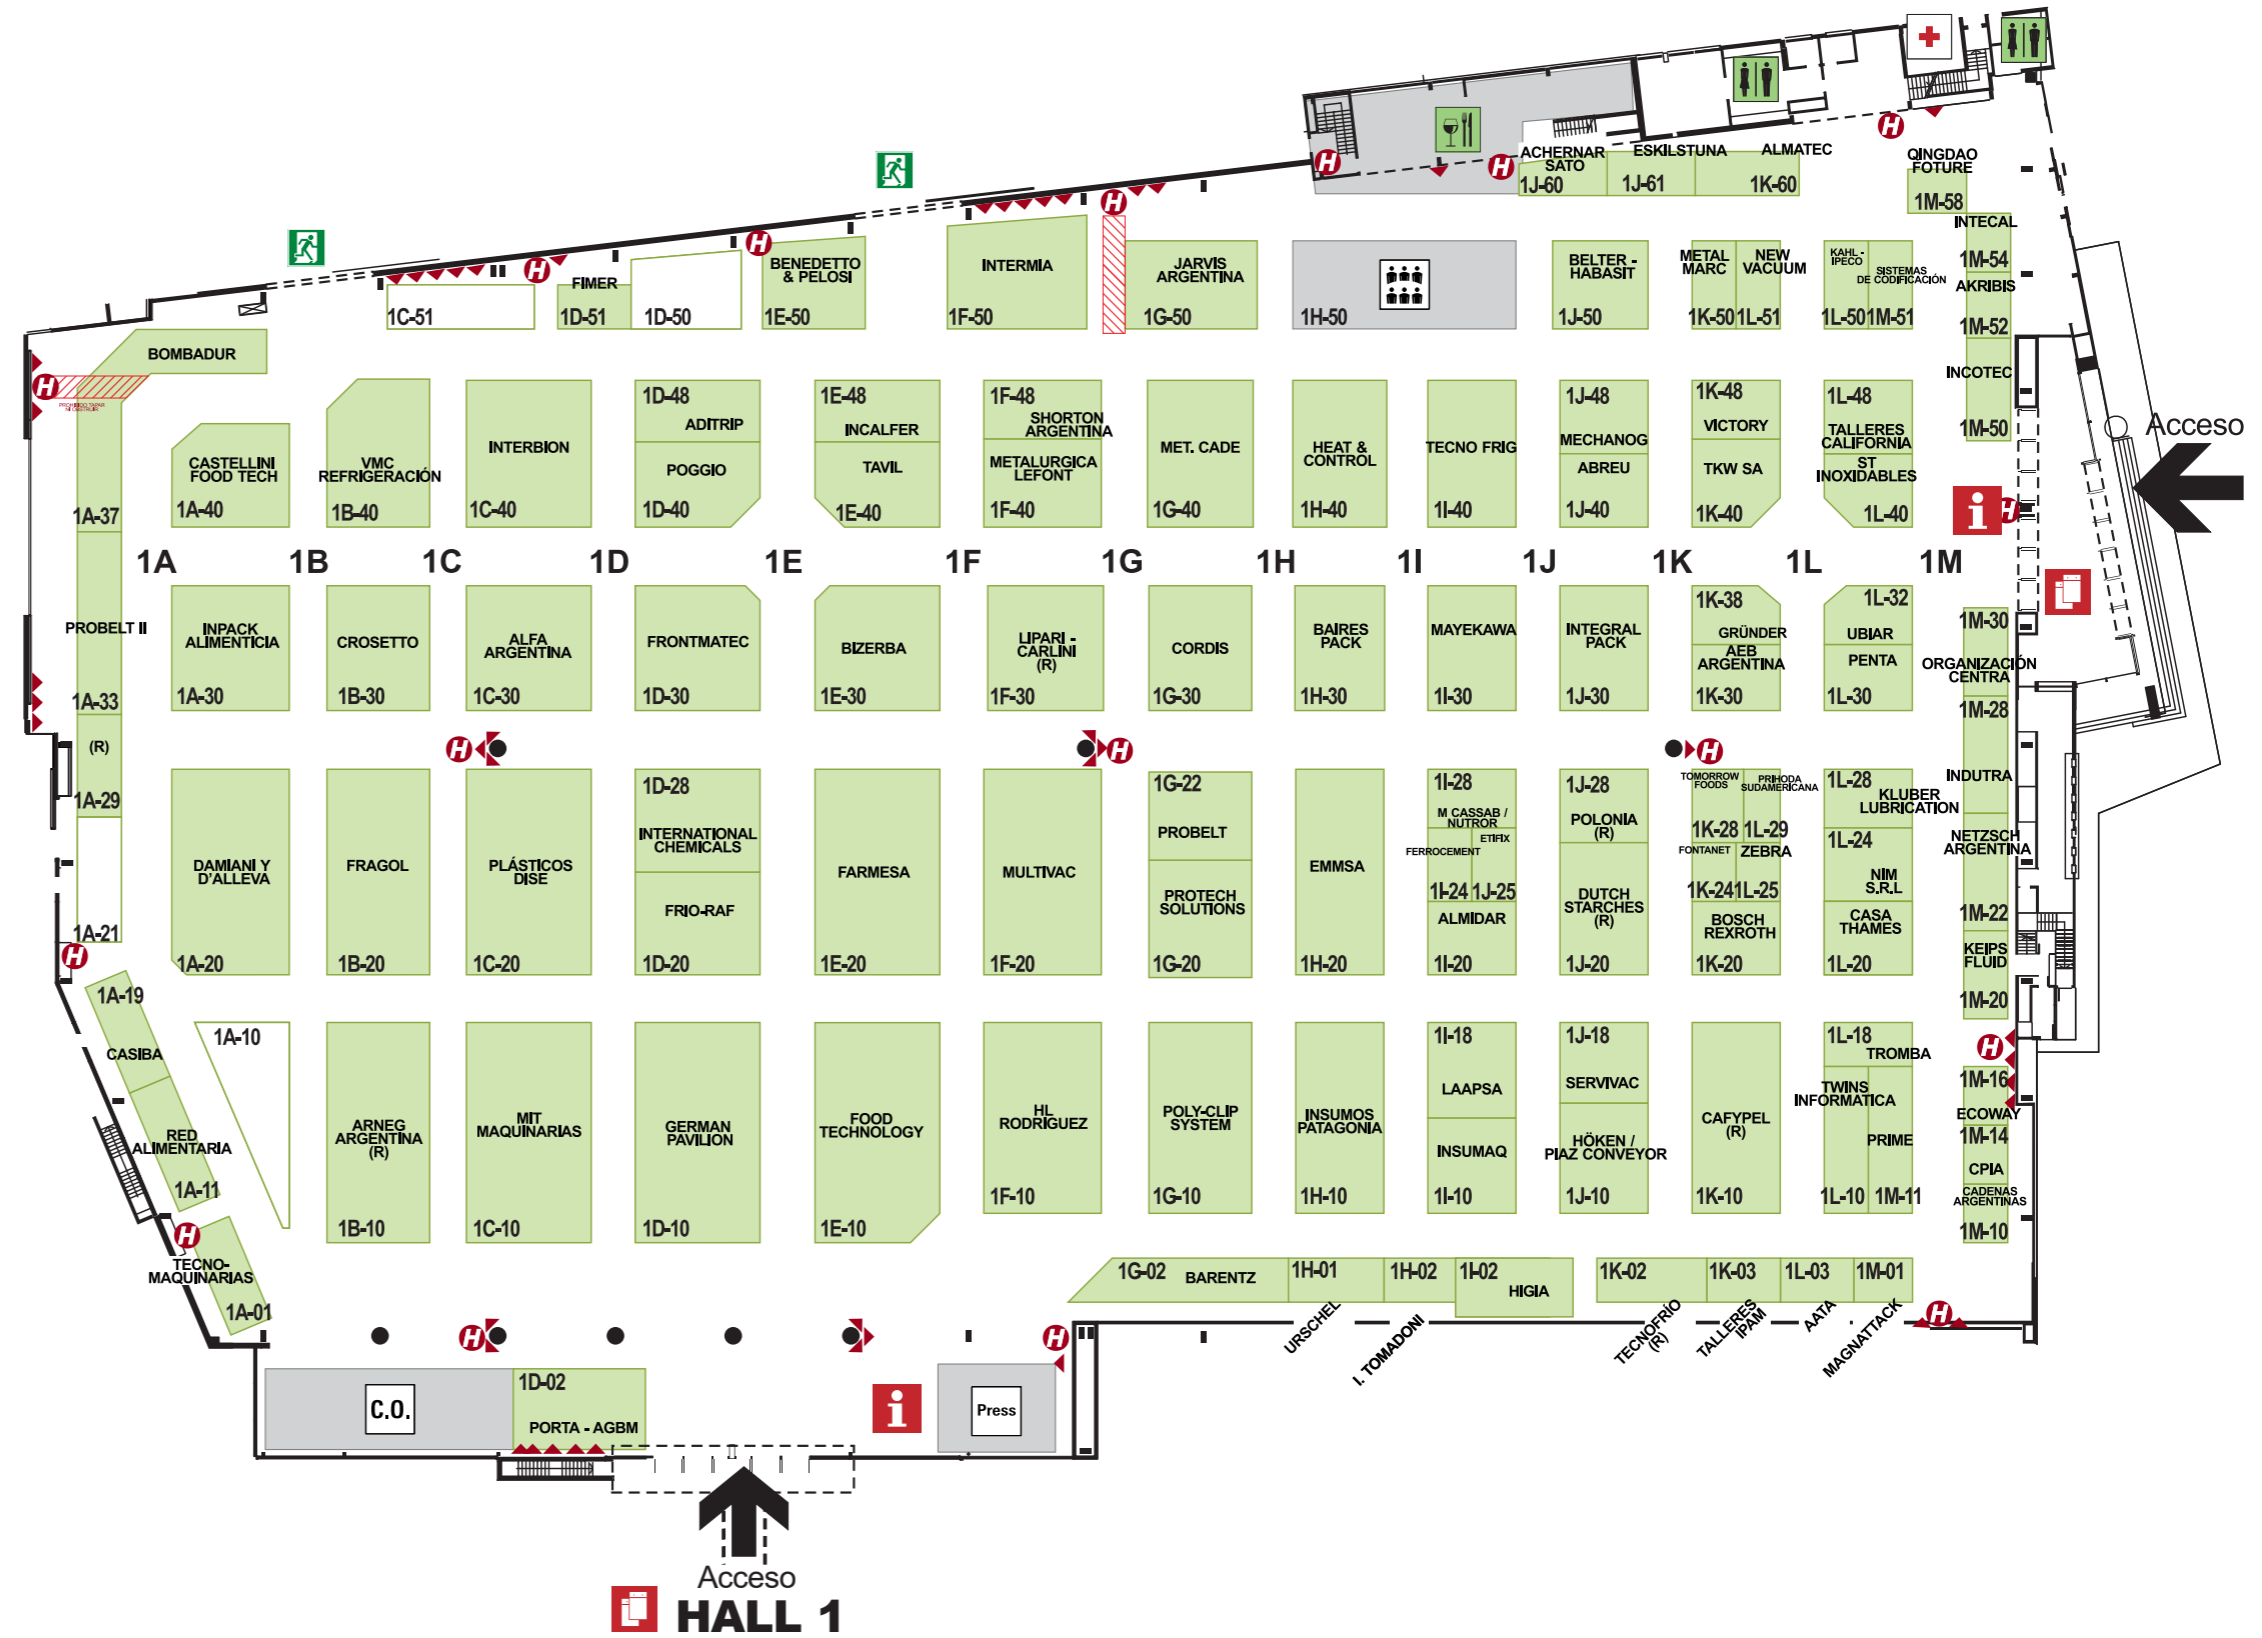 ACHERNAR
SATO
1J-60
ESKILSTUNA
1J-61
ALMATEC
1K-60
QINGDAO
FOTURE
1M-58
INTECAL
1M-54
AKRIBIS
1M-52
INCOTEC
1M-50
1C-51
FIMER
1D-51
1D-50
BENEDETTO
& PELOSI
1E-50
INTERMIA
1F-50
JARVIS
ARGENTINA
1G-50
1H-50
BELTER -
HABASIT
1J-50
METAL
MARC
1K-50
NEW
VACUUM
1L-51
KAHL -
IPECO
1L-50
SISTEMAS
DE CODIFICACIÓN
1M-51
BOMBADUR
PROHIBIDO TAPAR
NI OBSTRUIR
1A-37
CASTELLINI
FOOD TECH
1A-40
VMC
REFRIGERACIÓN
1B-40
INTERBION
1C-40
1D-48
ADITRIP
POGGIO
1D-40
1E-48
INCALFER
TAVIL
1E-40
1F-48
SHORTON
ARGENTINA
METALURGICA
LEFONT
1F-40
MET. CADE
1G-40
HEAT &
CONTROL
1H-40
TECNO FRIG
1I-40
1J-48
MECHANOG
ABREU
1J-40
1K-48
VICTORY
TKW SA
1K-40
1L-48
TALLERES
CALIFORNIA
ST
INOXIDABLES
1L-40
Acceso
1A
1B
1C
1D
1E
1F
1G
1H
1I
1J
1K
1L
1M
PROBELT II
1A-33
(R)
1A-29
1A-21
INPACK
ALIMENTICIA
1A-30
CROSETTO
1B-30
ALFA
ARGENTINA
1C-30
FRONTMATEC
1D-30
BIZERBA
1E-30
LIPARI -
CARLINI
(R)
1F-30
CORDIS
1G-30
BAIRES
PACK
1H-30
MAYEKAWA
1I-30
INTEGRAL
PACK
1J-30
1K-38
GRÜNDER
AEB
ARGENTINA
1K-30
1L-32
UBIAR
PENTA
1L-30
1M-30
ORGANIZACIÓN
CENTRA
1M-28
INDUTRA
NETZSCH
ARGENTINA
1M-22
KEIPS
FLUID
1M-20
DAMIANI Y
D'ALLEVA
1A-20
FRAGOL
1B-20
PLÁSTICOS
DISE
1C-20
1D-28
INTERNATIONAL
CHEMICALS
FRIO-RAF
1D-20
FARMESA
1E-20
MULTIVAC
1F-20
1G-22
PROBELT
PROTECH
SOLUTIONS
1G-20
EMMSA
1H-20
1I-28
M CASSAB /
NUTROR
FERROCEMENT
1I-24
ETIFIX
1J-25
ALMIDAR
1I-20
1J-28
POLONIA
(R)
DUTCH
STARCHES
(R)
1J-20
TOMORROW
FOODS
1K-28
PRIHODA
SUDAMERICANA
1L-29
FONTANET
1K-24
ZEBRA
1L-25
BOSCH
REXROTH
1K-20
1L-28
KLUBER
LUBRICATION
1L-24
NIM
S.R.L
CASA
THAMES
1L-20
1A-19
CASIBA
RED
ALIMENTARIA
1A-11
1A-10
TECNO-
MAQUINARIAS
1A-01
ARNEG
ARGENTINA
(R)
1B-10
MIT
MAQUINARIAS
1C-10
GERMAN
PAVILION
1D-10
FOOD
TECHNOLOGY
1E-10
HL
RODRÍGUEZ
1F-10
POLY-CLIP
SYSTEM
1G-10
INSUMOS
PATAGONIA
1H-10
1I-18
LAAPSA
INSUMAQ
1I-10
1J-18
SERVIVAC
HÖKEN /
PIAZ CONVEYOR
1J-10
CAFYPEL
(R)
1K-10
1L-18
TROMBA
TWINS
INFORMATICA
1L-10
PRIME
1M-11
1M-16
ECOWAY
1M-14
CPIA
CADENAS
ARGENTINAS
1M-10
1G-02
BARENTZ
1H-01
URSCHEL
1H-02
I. TOMADONI
1I-02
HIGIA
1K-02
TECNOFRÍO
(R)
1K-03
TALLERES
IPAM
1L-03
AATA
1M-01
MAGNATTACK
C.O.
1D-02
PORTA - AGBM
i
Press
Acceso
HALL 1
H
H
H
H
H
H
H
H
i
H
H
H
H
H
H
H
H
H
H